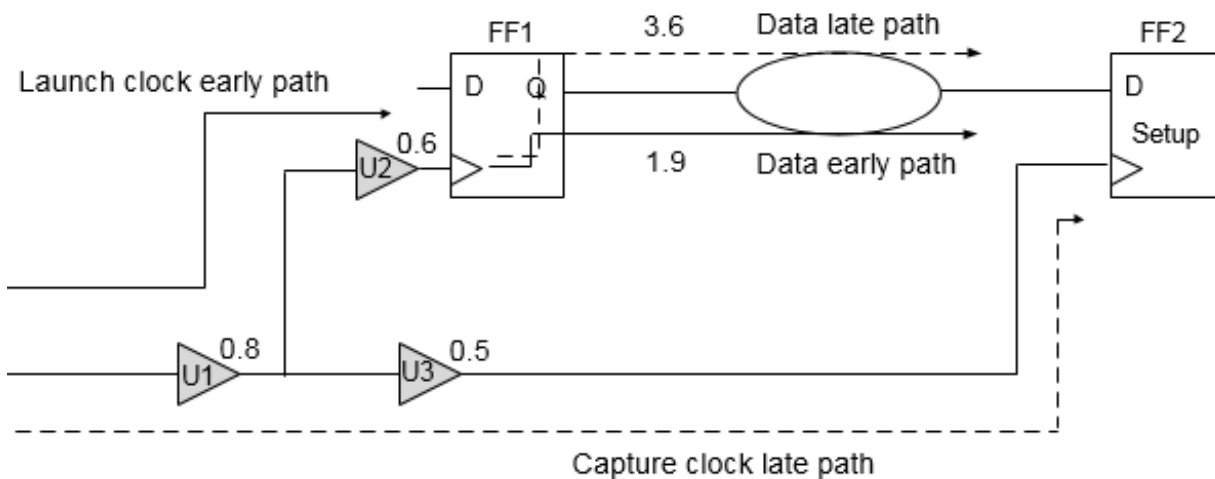 3.6 Data late path
FF1
FF2
Launch clock early path
D Q
D
0.6
U2
Setup
1.9 Data early path
0.8
U1
0.5
U3
Capture clock late path